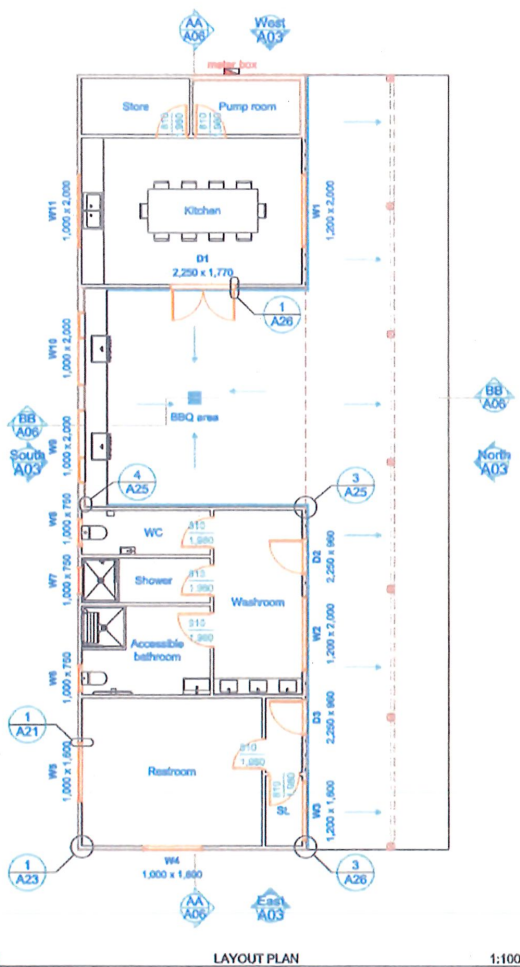 AA
A06
West
A03
meter box
Store
Pump room
810
1,980
810
1,980
W11
1,000 x 2,000
Kitchen
W1
1,200 x 2,000
D1
2,250 x 1,770
1
A26
W10
1,000 x 2,000
BB
A06
BBQ area
BB
A06
South
A03
W9
1,000 x 2,000
North
A03
4
A25
3
A25
W8
1,000 x 750
WC
810
1,980
D2
2,250 x 960
W7
1,000 x 750
Shower
810
1,980
Washroom
W2
1,200 x 2,000
810
1,980
Accessible
bathroom
W6
1,000 x 750
1
A21
D3
2,250 x 960
W5
1,000 x 1,600
Restroom
810
1,980
810
1,980
W3
1,200 x 1,600
1
A23
W4
1,000 x 1,600
3
A26
AA
A06
East
A03
LAYOUT PLAN
1:100